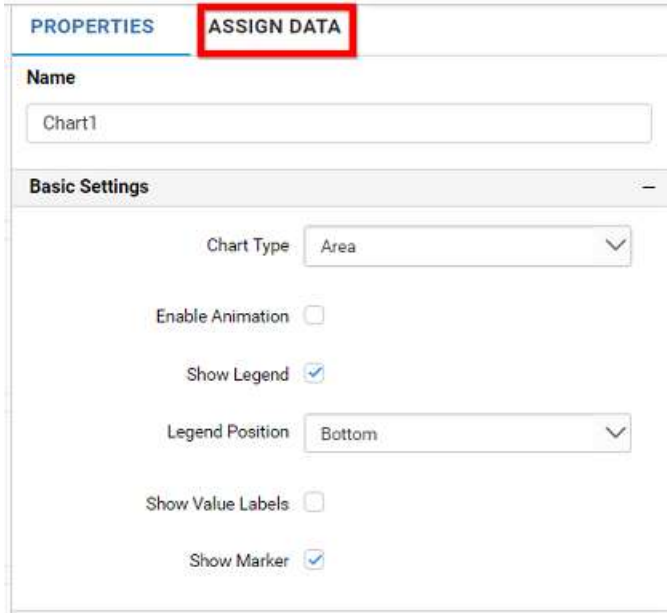 PROPERTIES ASSIGN DATA
Name
Chart1
Basic Settings
Chart Type Area
Enable Animation
Show Legend
Legend Position Bottom
Show Value Labels
Show Marker